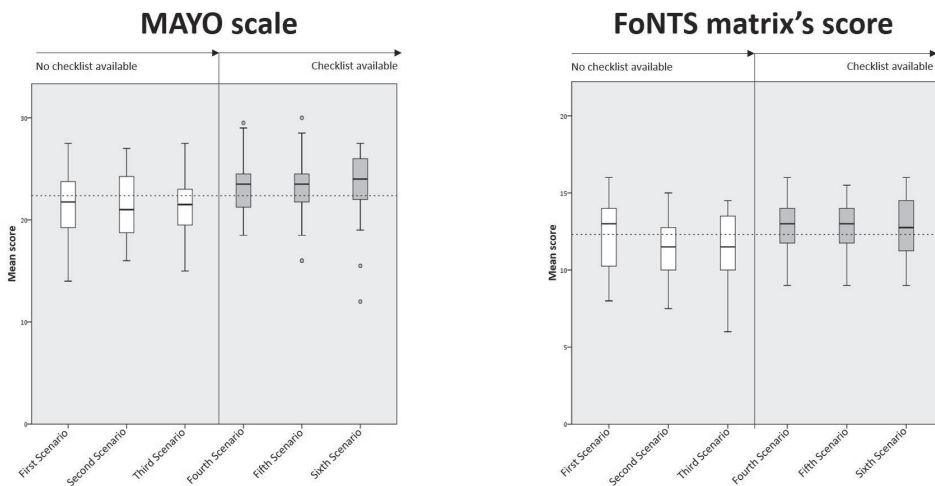 MAYO scale
No checklist available
Checklist available
Mean score
30
20
10
0
First Scenario
Second Scenario
Third Scenario
Fourth Scenario
Fifth Scenario
Sixth Scenario
FoNTS matrix's score
No checklist available
Checklist available
Mean score
20
15
10
5
0
First Scenario
Second Scenario
Third Scenario
Fourth Scenario
Fifth Scenario
Sixth Scenario